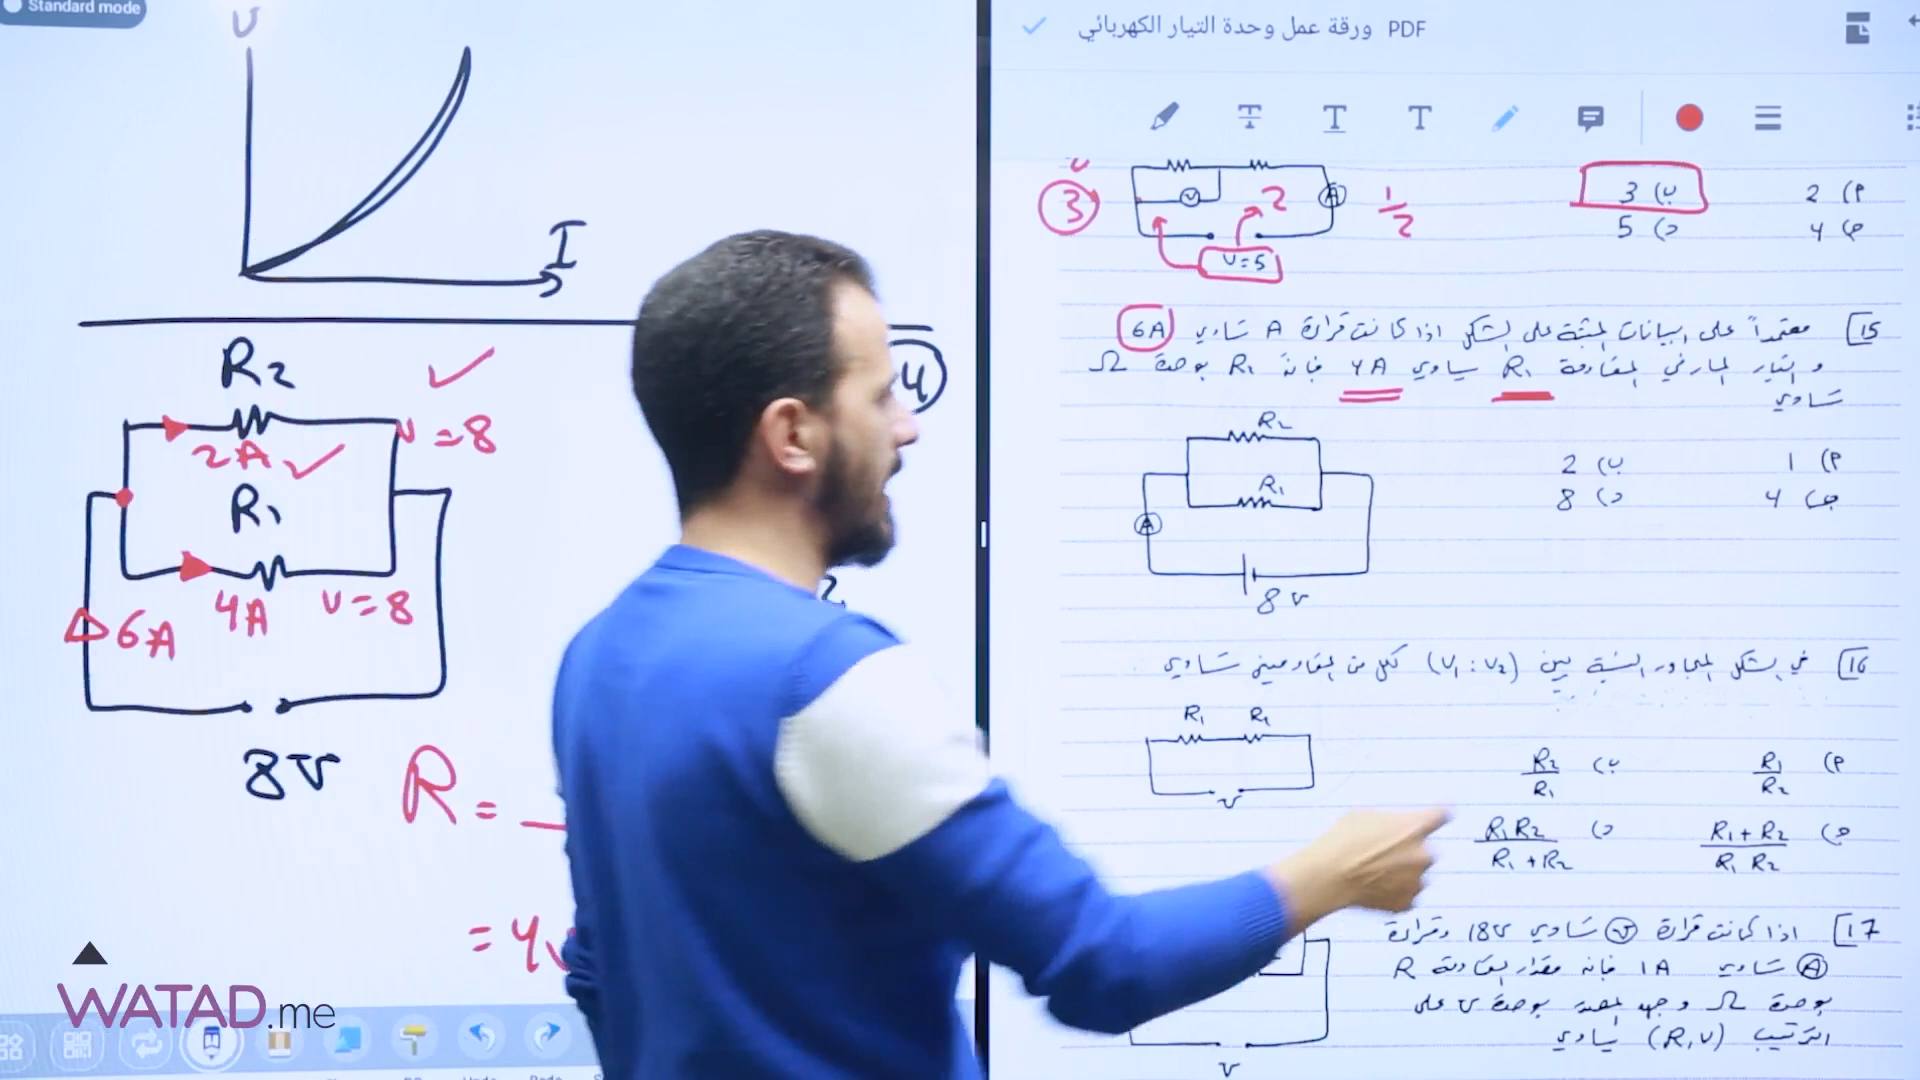 Standard mode
V
I
R2
2A
v = 8
R1
4A
v = 8
6A
8v
R =
= 4
4
WATAD.me
ورقة عمل وحدة التيار الكهربائي PDF
3
V
A
2
1/2
v = 5
أ) 2
ب) 3
ج) 4
د) 5
15 معتمداً على البيانات المثبتة على الشكل اذا كانت قراءة A تساوي 6A
و التيار المار في المقاومة R1 يساوي 4A فإن R2 بوحدة Ω
تساوي
أ) 1
ب) 2
ج) 4
د) 8
R2
R1
A
8v
16 في الشكل المجاور النسبة بين (V1 : V2) لكل من المقاومتين تساوي
R1 R2
v
أ) R1/R2
ب) R2/R1
ج) R1 + R2 / R1 R2
د) R1 R2 / R1 + R2
17 اذا كانت قراءة V تساوي 18v وقراءة
A تساوي 1A فإن مقدار المقاومة R
بوحدة Ω وجهد المصدر بوحدة v على
الترتيب (R,V) يساوي
v